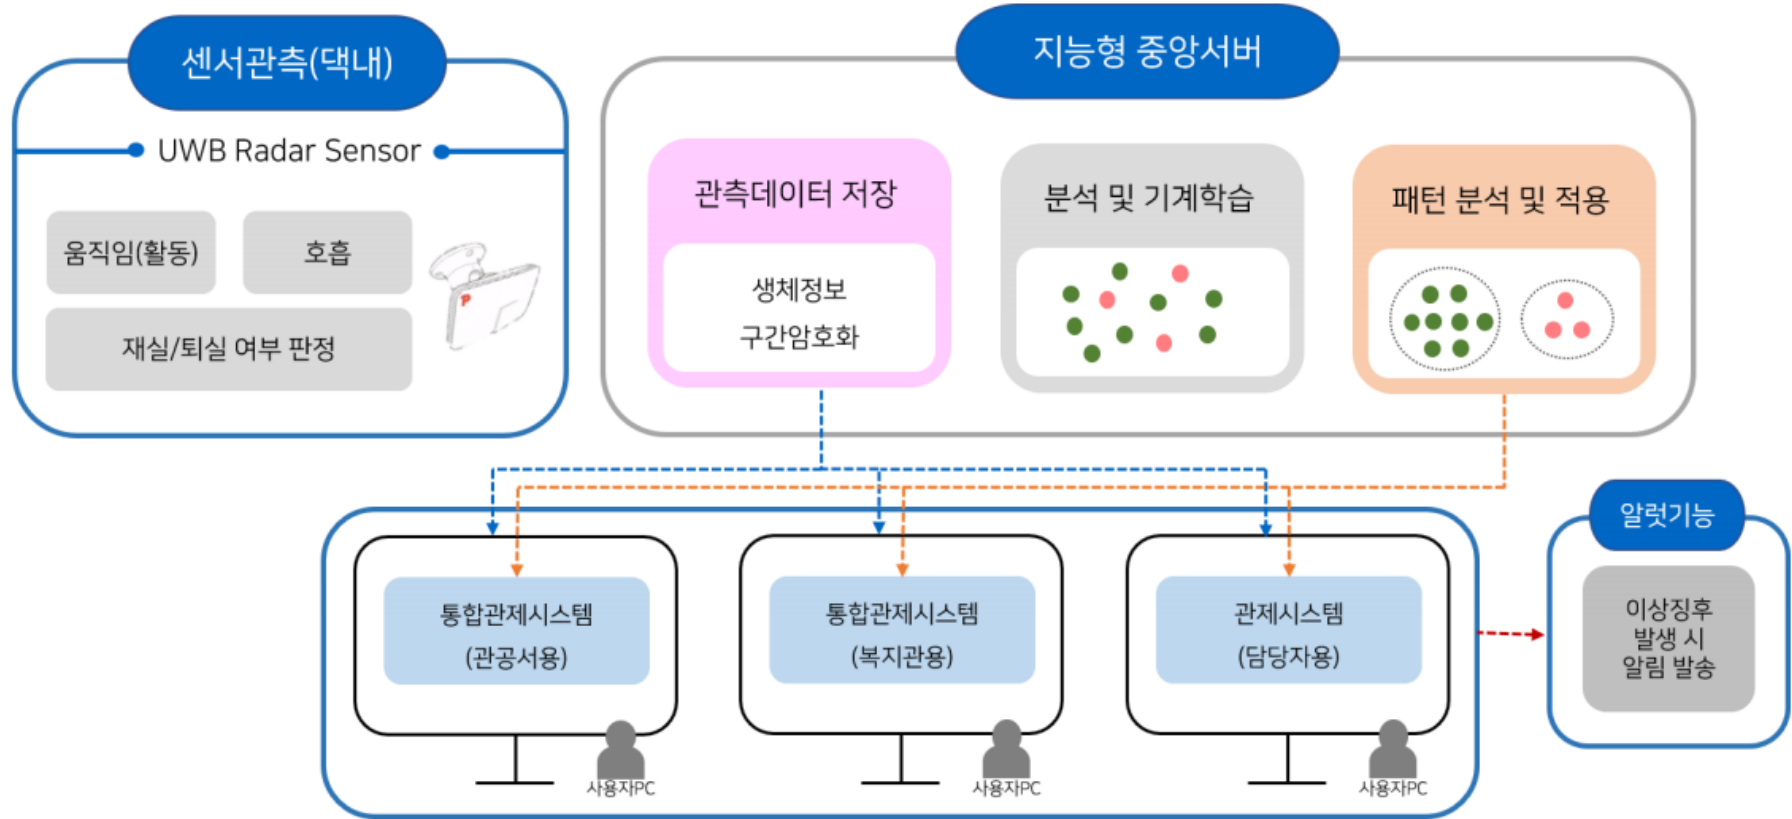 센서관측(댁내)
UWB Radar Sensor
움직임(활동)
호흡
재실/퇴실 여부 판정
P
지능형 중앙서버
관측데이터 저장
생체정보
구간암호화
분석 및 기계학습
패턴 분석 및 적용
통합관제시스템
(관공서용)
사용자PC
통합관제시스템
(복지관용)
사용자PC
관제시스템
(담당자용)
사용자PC
알럿기능
이상징후
발생 시
알림 발송